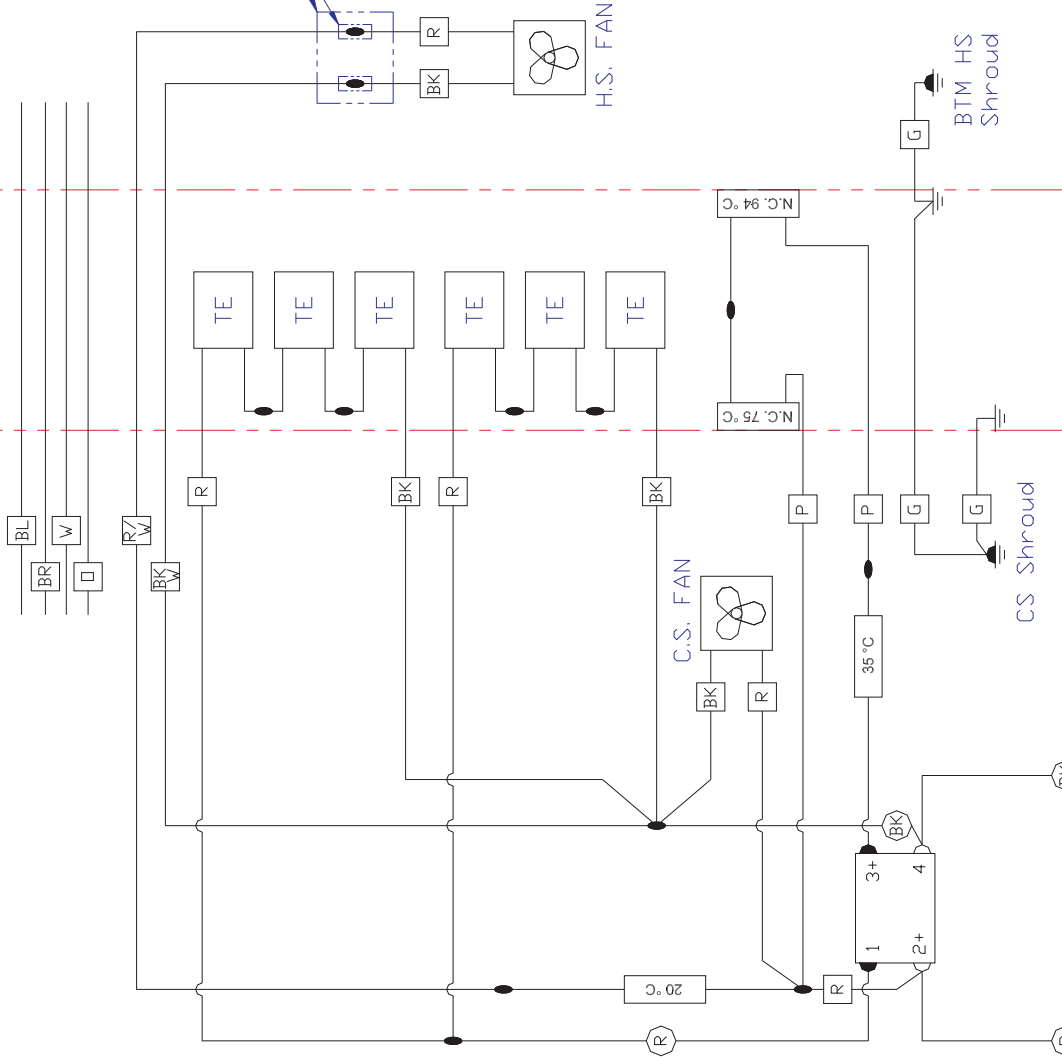 R
BK
H.S. FAN
BTM HS
Shroud
G
N.C. 94 °C
TE
TE
TE
TE
TE
TE
N.C. 75 °C
BL
BR
W
O
R/
W
BK
W
R
BK
R
BK
P
P
G
G
CS Shroud
C.S. FAN
BK
R
35 °C
BK
3+
4
1
2+
20 °C
R
R